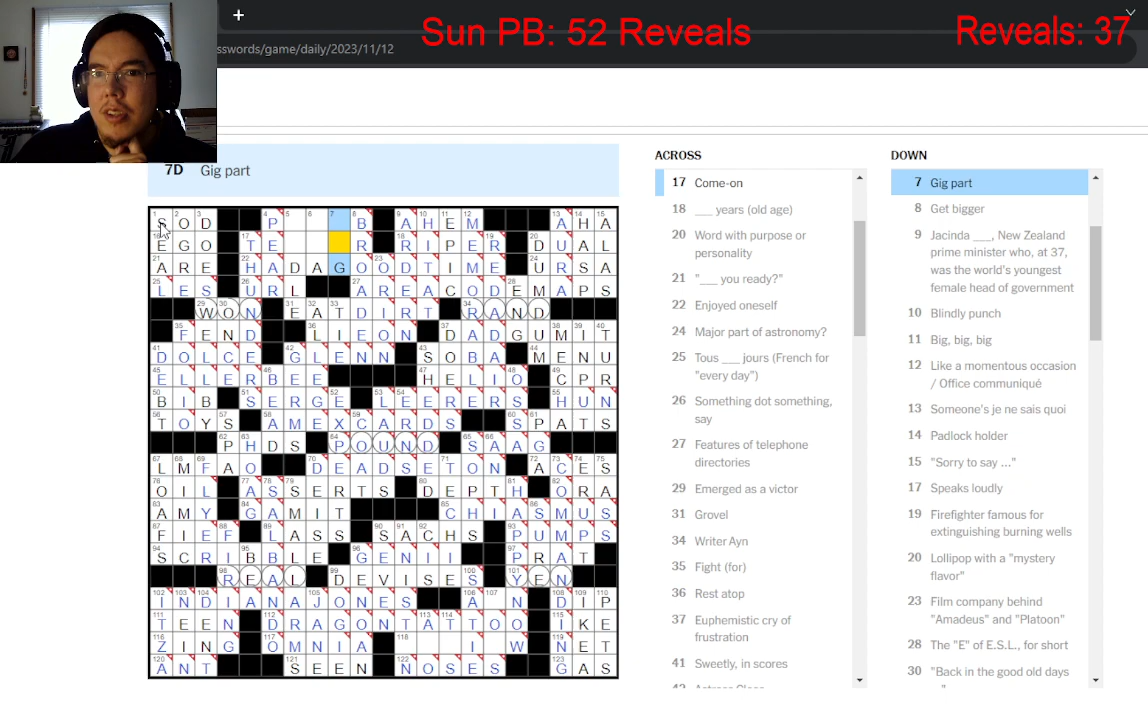 +
Sun PB: 52 Reveals
Reveals: 37
sswords/game/daily/2023/11/12
7D Gig part
ACROSS
17 Come-on
18 ___ years (old age)
20 Word with purpose or
personality
21 "___ you ready?"
22 Enjoyed oneself
24 Major part of astronomy?
25 Tous ___ jours (French for
"every day")
26 Something dot something,
say
27 Features of telephone
directories
29 Emerged as a victor
31 Grovel
34 Writer Ayn
35 Fight (for)
36 Rest atop
37 Euphemistic cry of
frustration
41 Sweetly, in scores
DOWN
7 Gig part
8 Get bigger
9 Jacinda ___, New Zealand
prime minister who, at 37,
was the world's youngest
female head of government
10 Blindly punch
11 Big, big, big
12 Like a momentous occasion
/ Office communiqué
13 Someone's je ne sais quoi
14 Padlock holder
15 "Sorry to say ..."
17 Speaks loudly
19 Firefighter famous for
extinguishing burning wells
20 Lollipop with a "mystery
flavor"
23 Film company behind
"Amadeus" and "Platoon"
28 The "E" of E.S.L., for short
30 "Back in the good old days
S O D P B A H E M A H A
E G O T E R R I P E R D U A L
A R E H A D A G O O D T I M E U R S A
L E S U R L A R E A C O D E M A P S
W O N E A T D I R T R A N D
F E N D L I E O N D A D G U M I T
D O L C E G L E N N S O B A M E N U
E L L E R B E E H E L I O C P R
B I B S E R G E L E E R E R S H U N
T O Y S A M E X C A R D S S P A T S
P H D S P O U N D S A A G
L M F A O D E A D S E T O N A C E S
O I L A S S E R T S D E P T H O R A
A M Y G A M I T C H I A S M U S
F I E F L A S S S A C H S P U M P S
S C R I B B L E G E N I I P R A T
R E A L D E V I S E S Y E N
I N D I A N A J O N E S A N D I P
T E E N D R A G O N T A T T O O I K E
Z I N G O M N I A I W N E T
A N T S E E N N O S E S G A S